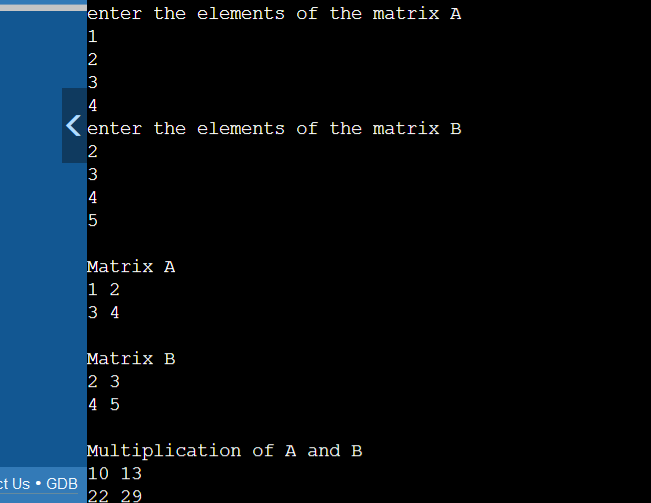 enter the elements of the matrix A
1
2
3
4
enter the elements of the matrix B
2
3
4
5
Matrix A
1 2
3 4
Matrix B
2 3
4 5
Multiplication of A and B
10 13
22 29
Us • GDB